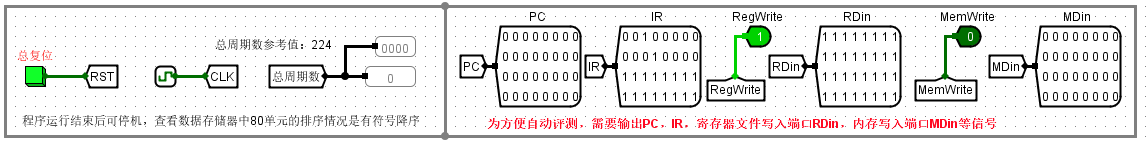 总复位
总周期数参考值：224
0000
RST
CLK
总周期数
0
程序运行结束后可停机，查看数据存储器中80单元的排序情况是有符号降序
PC IR RegWrite RDin MemWrite MDin
00000000 00100000 1 11111111 0 00000000
00000000 00010000 11111111 00000000
PC IR RDin MDin
00000000 11111111 11111111 00000000
RegWrite MemWrite
00000000 11111111 11111111 00000000
为方便自动评测，需要输出PC，IR，寄存器文件写入端口RDin，内存写入端口MDin等信号